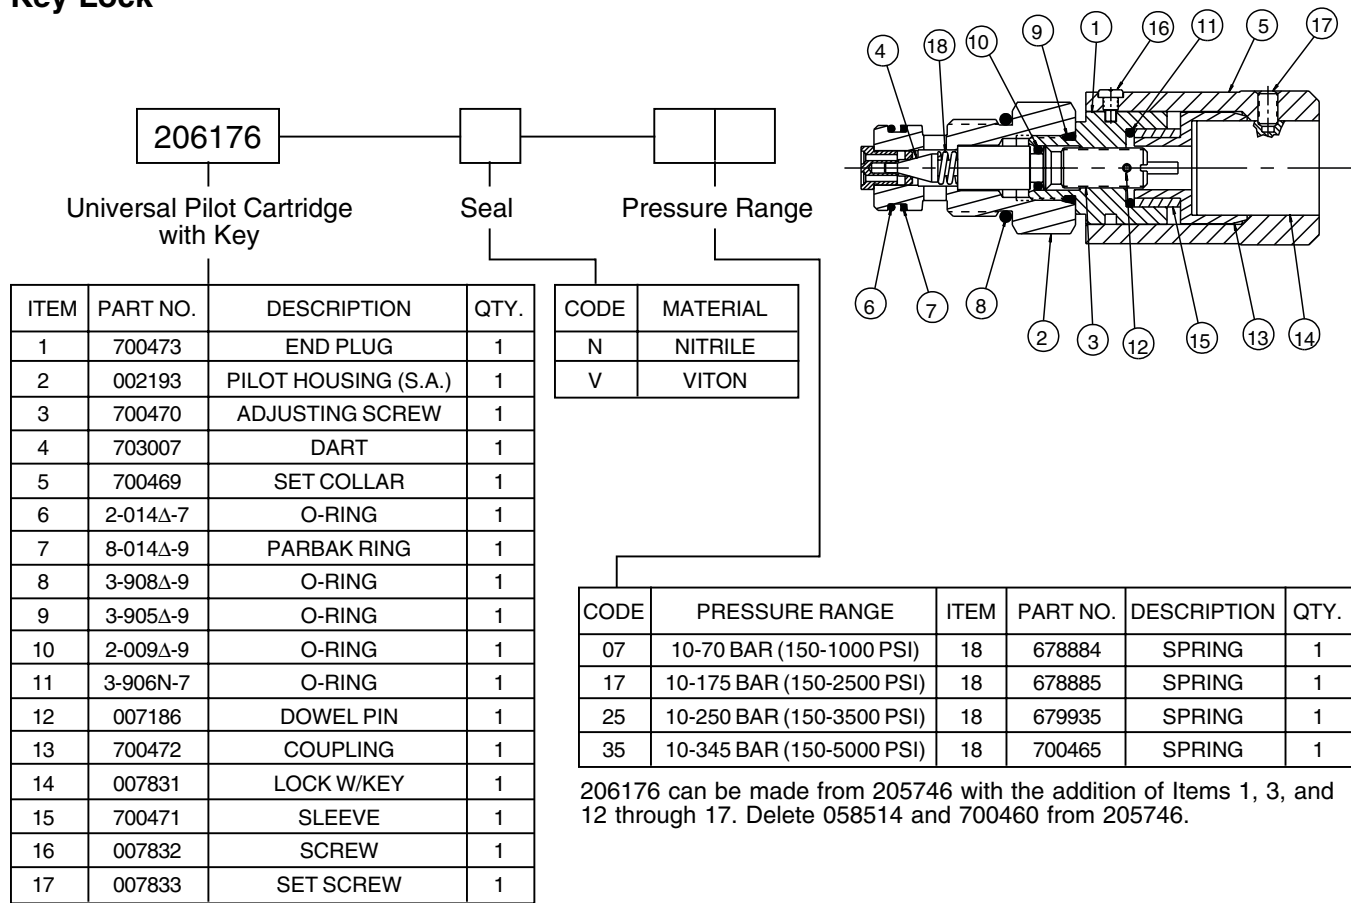 Key Lock
4 18 10 9 1 16 11 5 17
6 7 8 2 3 12 15 13 14
206176
Universal Pilot Cartridge
with Key
Seal
Pressure Range
ITEM PART NO. DESCRIPTION QTY.
1 700473 END PLUG 1
2 002193 PILOT HOUSING (S.A.) 1
3 700470 ADJUSTING SCREW 1
4 703007 DART 1
5 700469 SET COLLAR 1
6 2-014Δ-7 O-RING 1
7 8-014Δ-9 PARBAK RING 1
8 3-908Δ-9 O-RING 1
9 3-905Δ-9 O-RING 1
10 2-009Δ-9 O-RING 1
11 3-906N-7 O-RING 1
12 007186 DOWEL PIN 1
13 700472 COUPLING 1
14 007831 LOCK W/KEY 1
15 700471 SLEEVE 1
16 007832 SCREW 1
17 007833 SET SCREW 1
CODE MATERIAL
N NITRILE
V VITON
CODE PRESSURE RANGE ITEM PART NO. DESCRIPTION QTY.
07 10-70 BAR (150-1000 PSI) 18 678884 SPRING 1
17 10-175 BAR (150-2500 PSI) 18 678885 SPRING 1
25 10-250 BAR (150-3500 PSI) 18 679935 SPRING 1
35 10-345 BAR (150-5000 PSI) 18 700465 SPRING 1
206176 can be made from 205746 with the addition of Items 1, 3, and
12 through 17. Delete 058514 and 700460 from 205746.